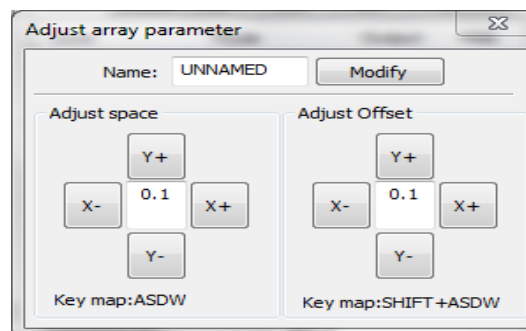 Adjust array parameter
Name: UNNAMED Modify
Adjust space
Y+
X- 0.1 X+
Y-
Key map:ASDW
Adjust Offset
Y+
X- 0.1 X+
Y-
Key map:SHIFT+ASDW